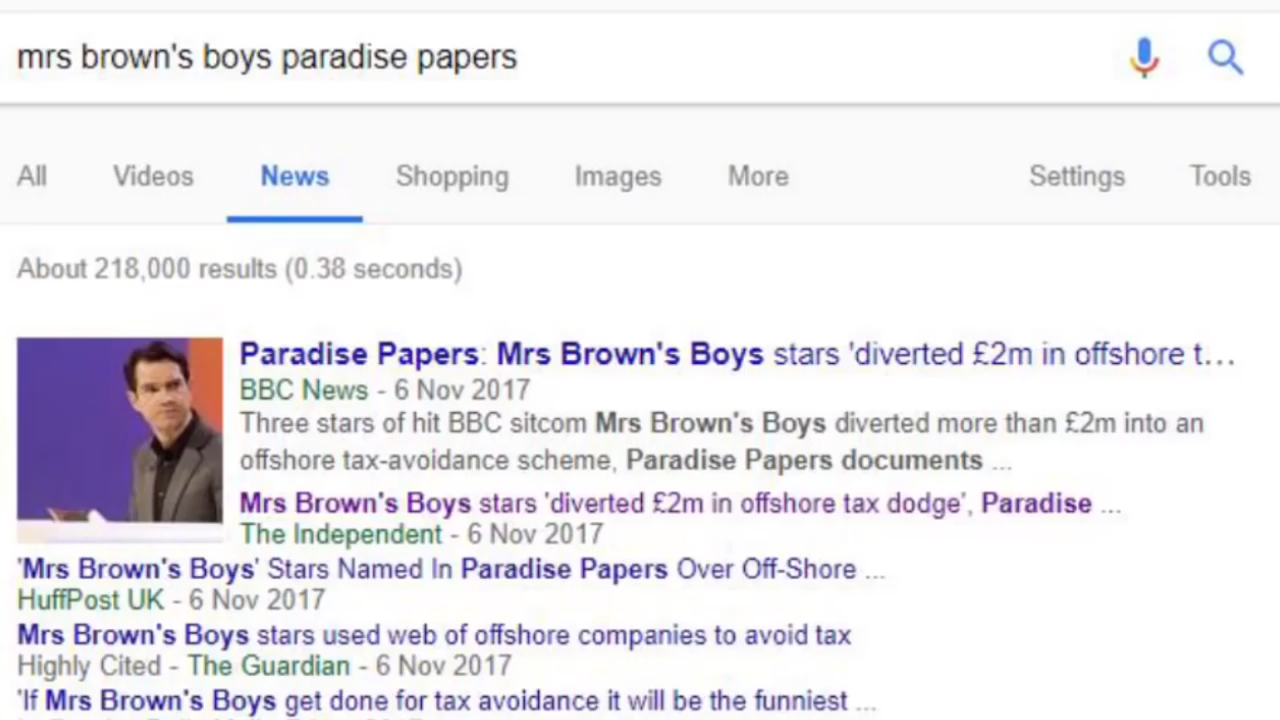 mrs brown's boys paradise papers
All Videos News Shopping Images More Settings Tools
About 218,000 results (0.38 seconds)
Paradise Papers: Mrs Brown's Boys stars 'diverted £2m in offshore t...
BBC News - 6 Nov 2017
Three stars of hit BBC sitcom Mrs Brown's Boys diverted more than £2m into an
offshore tax-avoidance scheme, Paradise Papers documents ...
Mrs Brown's Boys stars 'diverted £2m in offshore tax dodge', Paradise ...
The Independent - 6 Nov 2017
'Mrs Brown's Boys' Stars Named In Paradise Papers Over Off-Shore ...
HuffPost UK - 6 Nov 2017
Mrs Brown's Boys stars used web of offshore companies to avoid tax
Highly Cited - The Guardian - 6 Nov 2017
'If Mrs Brown's Boys get done for tax avoidance it will be the funniest ...